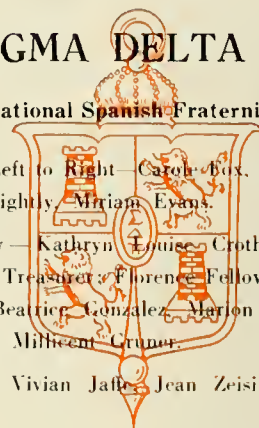 GMA DELTA
ational Spanish Fraterni
eft to Right—Carole Fox,
ightly, Miriam Evans.
— Kathryn Louise Croth
Treasurer; Florence Fellow
Beatrice Gonzalez, Marion
Millicent Gruner.
Vivian Jaffe, Jean Zeisi
Σ
Δ